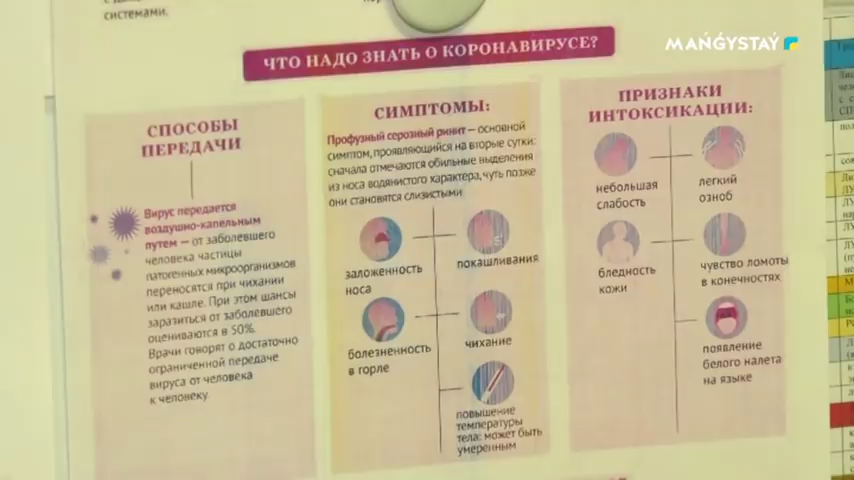 системами.
MAŃǴYSTAÝ
ЧТО НАДО ЗНАТЬ О КОРОНАВИРУСЕ?
СПОСОБЫ
ПЕРЕДАЧИ
Вирус передается
воздушно-капельным
путем — от заболевшего
человека частицы
патогенных микроорганизмов
переносятся при чихании
или кашле. При этом шансы
заразиться от заболевшего
оцениваются в 50%.
Врачи говорят о достаточно
ограниченной передаче
вируса от человека
к человеку.
СИМПТОМЫ:
Профузный серозный ринит — основной
симптом, проявляющийся на вторые сутки:
сначала отмечаются обильные выделения
из носа водянистого характера, чуть позже
они становятся слизистыми
заложенность
носа
покашливания
болезненность
в горле
чихание
повышение
температуры
тела: может быть
умеренным
ПРИЗНАКИ
ИНТОКСИКАЦИИ:
небольшая
слабость
легкий
озноб
бледность
кожи
чувство ломоты
в конечностях
появление
белого налета
на языке